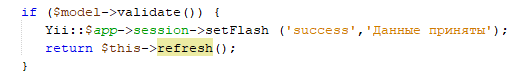 if ($model->validate()) {
Yii::$app->session->setFlash ('success','Данные приняты');
return $this->refresh();
}